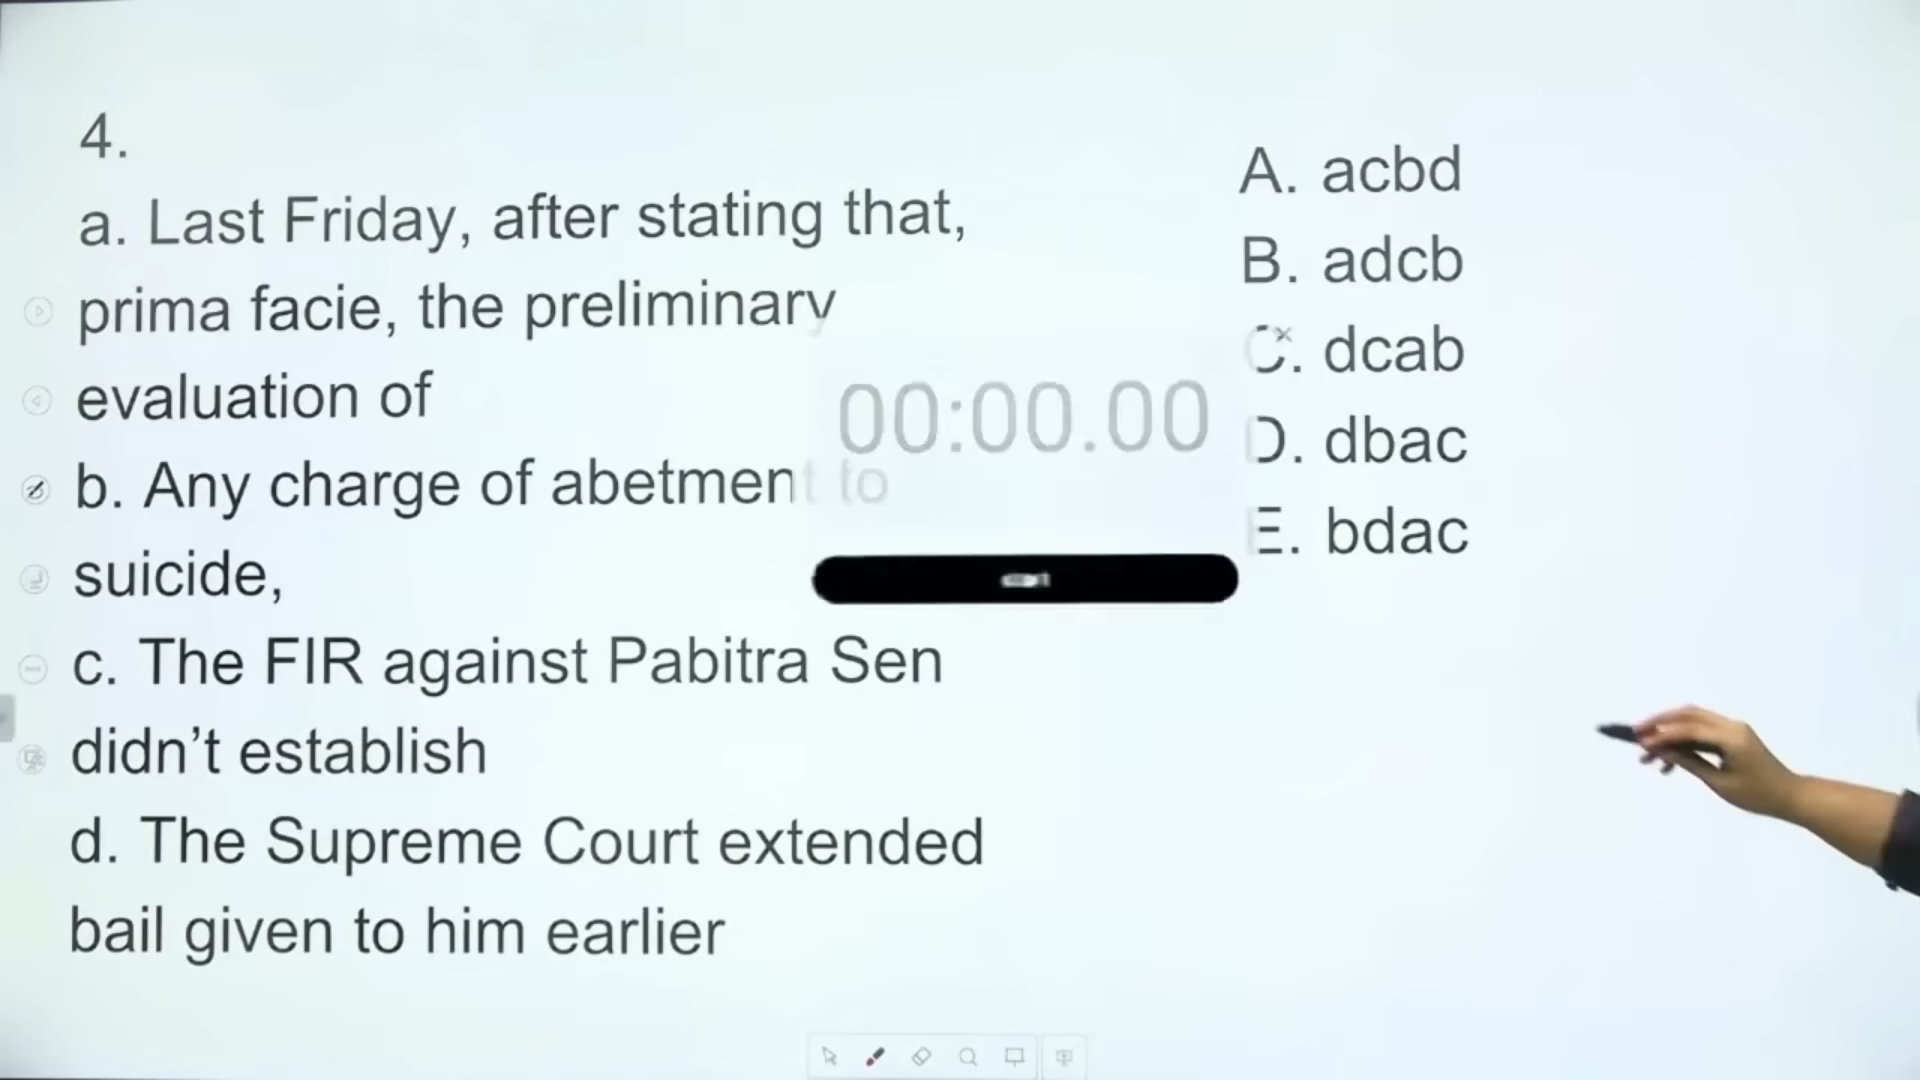 4.
a. Last Friday, after stating that,
prima facie, the preliminary
evaluation of
b. Any charge of abetment to
suicide,
c. The FIR against Pabitra Sen
didn't establish
d. The Supreme Court extended
bail given to him earlier
00:00.00
A. acbd
B. adcb
C. dcab
D. dbac
E. bdac